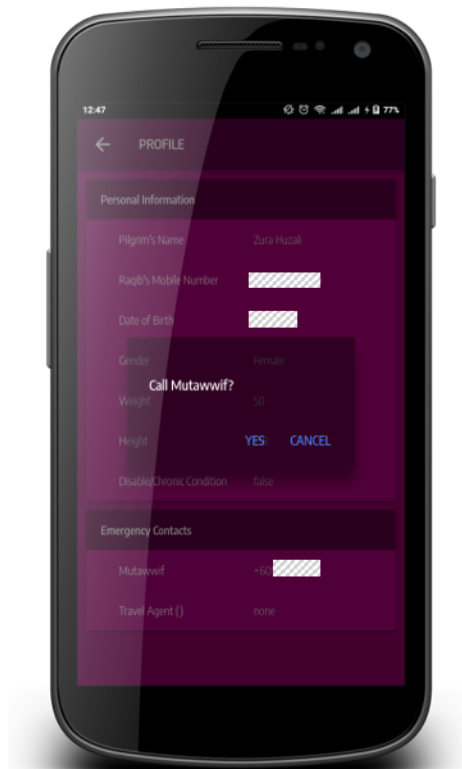 12:47 77%
PROFILE
Personal Information
Pilgrim's Name Zura Huzali
Raqib's Mobile Number
Date of Birth
Gender Female
Call Mutawwif?
Weight 50
Height
YES CANCEL
Disable/Chronic Condition false
Emergency Contacts
Mutawwif +60
Travel Agent () none